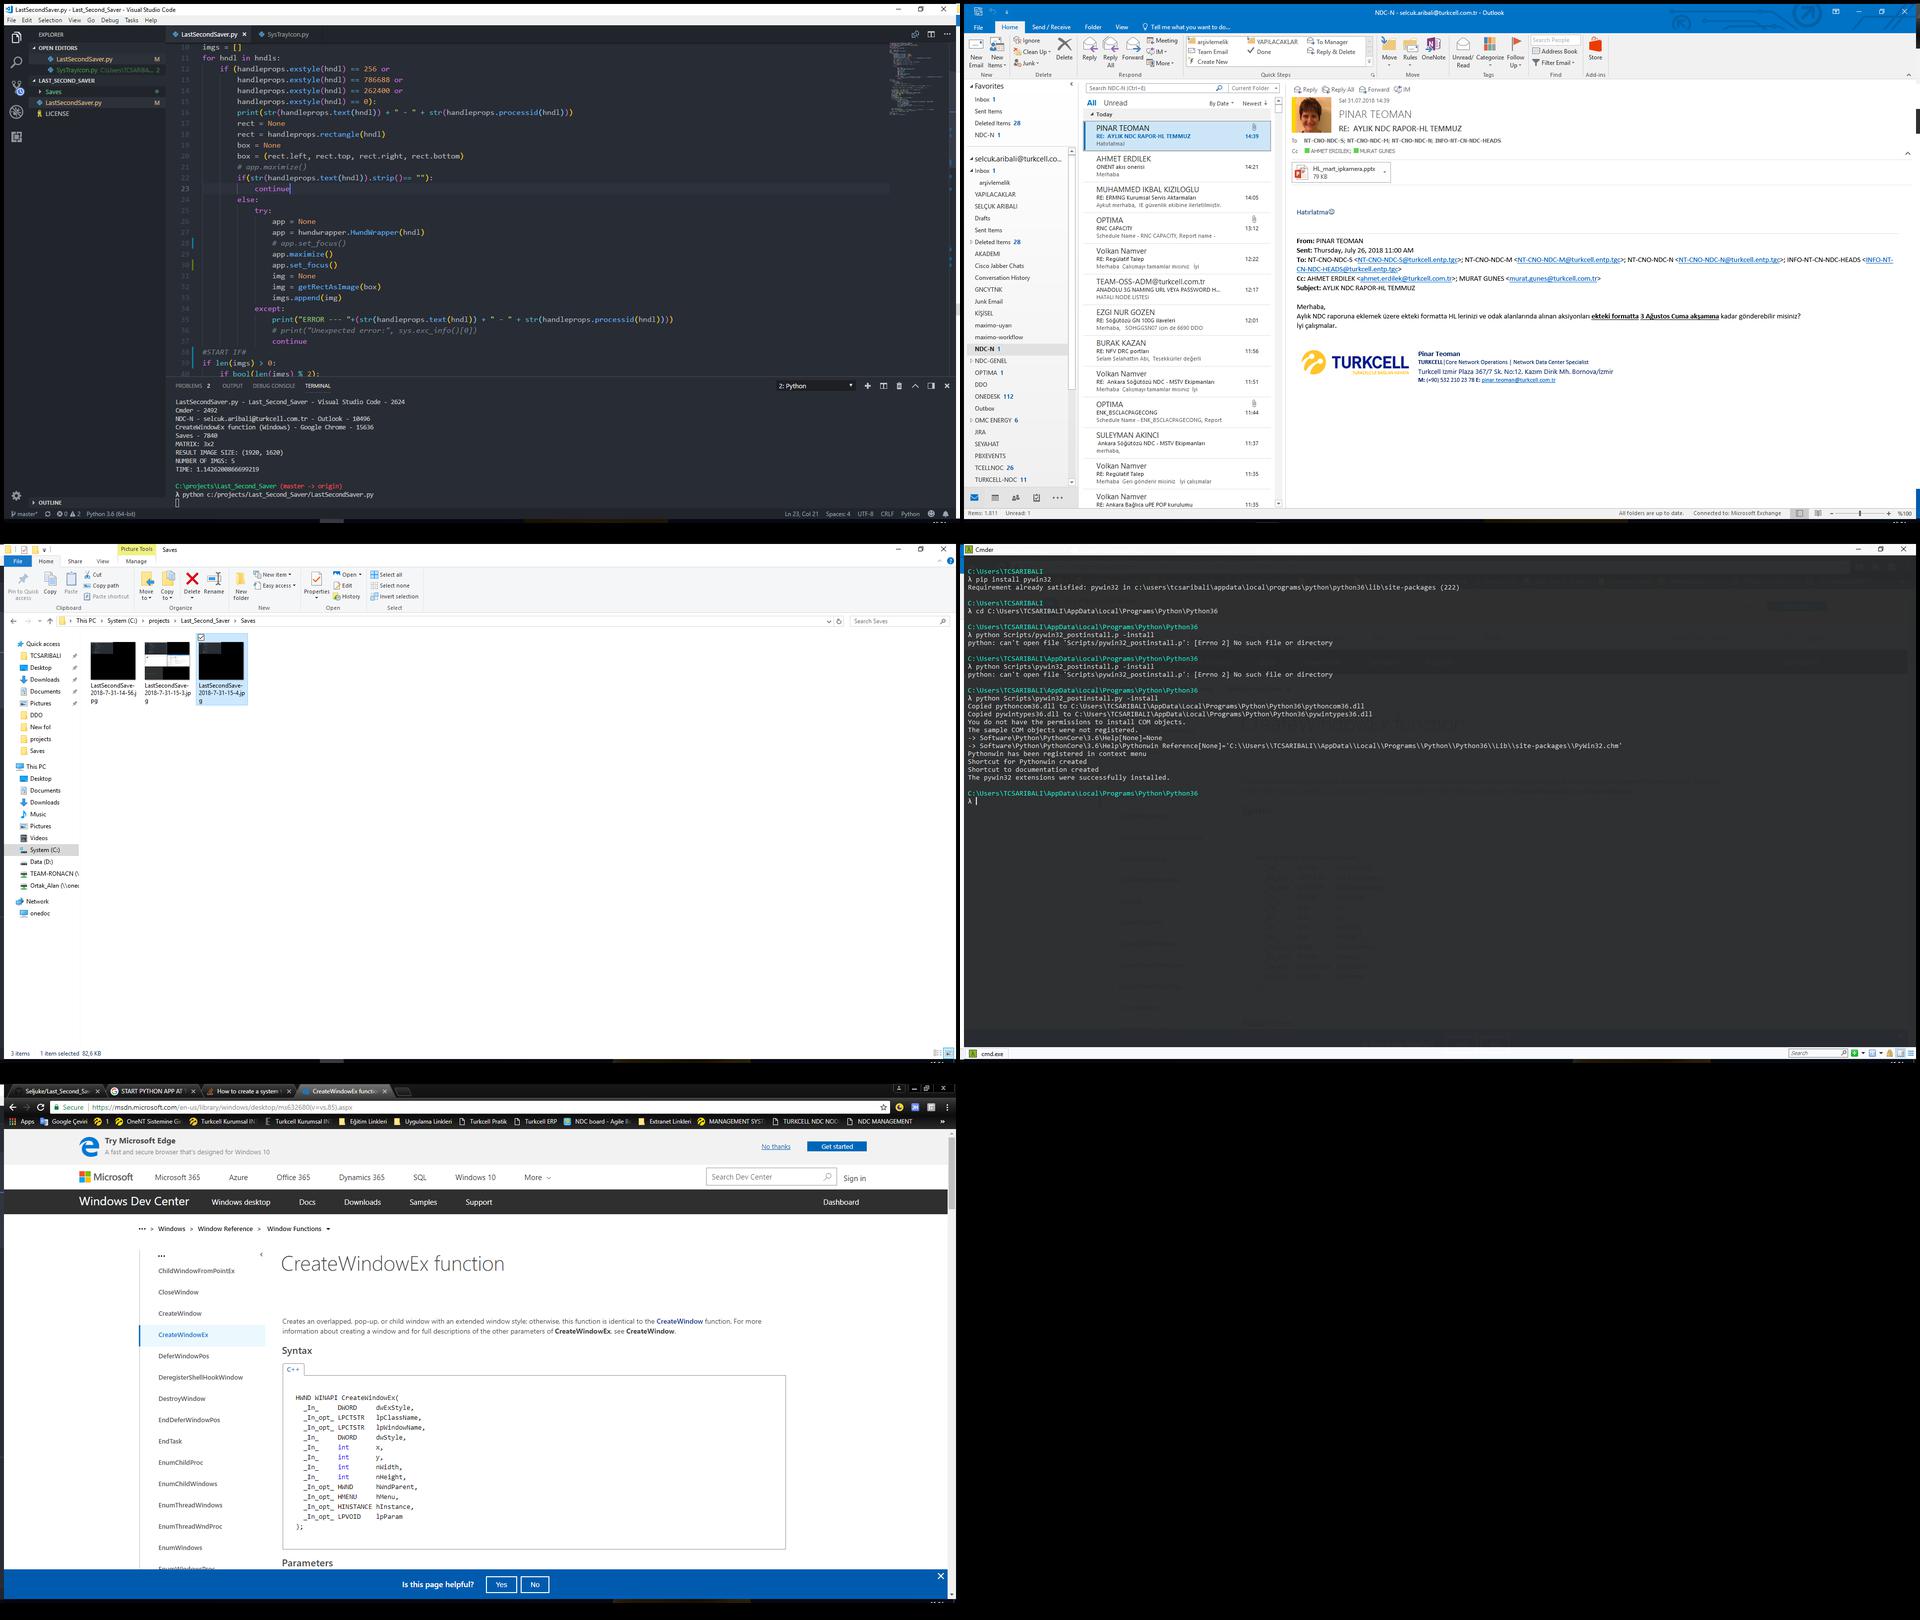 LastSecondSaver.py - Last_Second_Saver - Visual Studio Code
File Edit Selection View Go Debug Tasks Help
EXPLORER
OPEN EDITORS
LastSecondSaver.py M
SysTrayIcon.py
LAST_SECOND_SAVER
Saves
LastSecondSaver.py M
LICENSE
OUTLINE
LastSecondSaver.py
SysTrayIcon.py
10 imgs = []
11 for hndl in hndls:
12 if (handleprops.exstyle(hndl) == 256 or
13 handleprops.exstyle(hndl) == 786688 or
14 handleprops.exstyle(hndl) == 262400 or
15 handleprops.exstyle(hndl) == 0):
16 print(str(handleprops.text(hndl)) + " - " + str(handleprops.processid(hndl)))
17 rect = None
18 rect = handleprops.rectangle(hndl)
19 box = None
20 box = (rect.left, rect.top, rect.right, rect.bottom)
21 # app.maximize()
22 if(str(handleprops.text(hndl)).strip()== ""):
23 continue
24 else:
25 try:
26 app = None
27 app = hwndwrapper.HwndWrapper(hndl)
28 # app.set_focus()
29 app.maximize()
30 app.set_focus()
31 img = None
32 img = getRectAsImage(box)
33 imgs.append(img)
34 except:
35 print("ERROR --- "+(str(handleprops.text(hndl)) + " - " + str(handleprops.processid(hndl))))
36 # print("Unexpected error:", sys.exc_info()[0])
37 continue
38 #START IF#
39 if len(imgs) > 0:
40 if bool(len(imgs) % 2):
PROBLEMS 2 OUTPUT DEBUG CONSOLE TERMINAL 2: Python
LastSecondSaver.py - Last_Second_Saver - Visual Studio Code - 2624
Cmder - 2492
NDC-N - selcuk.aribali@turkcell.com.tr - Outlook - 10496
CreateWindowEx function (Windows) - Google Chrome - 15636
Saves - 7840
MATRIX: 3x2
RESULT IMAGE SIZE: (1920, 1620)
NUMBER OF IMGS: 5
TIME: 1.1426200866699219
C:\projects\Last_Second_Saver (master -> origin)
λ python c:/projects/Last_Second_Saver/LastSecondSaver.py
master* 0 2 Python 3.6 (64-bit) Ln 23, Col 21 Spaces: 4 UTF-8 CRLF Python
NDC-N - selcuk.aribali@turkcell.com.tr - Outlook
File Home Send / Receive Folder View Tell me what you want to do...
New Email New Items Ignore Clean Up Junk Delete Reply Reply All Forward Meeting IM More
arşivlemelik YAPILACAKLAR To Manager
Team Email Done Reply & Delete
Create New
Move Rules OneNote Unread/ Read Categorize Follow Up Search People Address Book Filter Email Store
New Delete Respond Quick Steps Move Tags Find Add-ins
Favorites
Inbox 1
Sent Items
Deleted Items 28
NDC-N 1
selcuk.aribali@turkcell.co...
Inbox 1
arşivlemelik
YAPILACAKLAR
SELÇUK ARIBALI
Drafts
Sent Items
Deleted Items 28
AKADEMI
Cisco Jabber Chats
Conversation History
GNCYTNK
Junk Email
KİŞİSEL
maximo-uyarı
maximo-workflow
NDC-N 1
NDC-GENEL
OPTIMA 1
DDO
ONEDESK 112
Outbox
OMC ENERGY 6
JIRA
SEYAHAT
PBXEVENTS
TCELLNOC 26
TURKCELL-NOC 11
Search NDC-N (Ctrl+E) Current Folder
All Unread By Date Newest
Today
PINAR TEOMAN
RE: AYLIK NDC RAPOR-HL TEMMUZ 14:39
Hatırlatma
AHMET ERDILEK
ONENT akis onerisi 14:21
Merhaba
MUHAMMED IKBAL KIZILOGLU
RE: ERMNG Kurumsal Servis Aktarmaları 14:05
Aykut merhaba, IE güvenlik ekibine iletilmiştir.
OPTIMA
RNC CAPACITY 13:12
Schedule Name - RNC CAPACITY, Report name -
Volkan Namver
RE: Regülatif Talep 12:22
Merhaba Çalışmayı tamamlar mısınız İyi
TEAM-OSS-ADM@turkcell.com.tr
ANADOLU 3G NAMING URL VEYA PASSWORD H... 12:17
HATALI NODE LISTESI
EZGI NUR GOZEN
RE: Söğütözü GN 100G ilaveleri 12:01
Merhaba, SOHGGSN07 için de 6690 DDO
BURAK KAZAN
RE: NFV DRC portları 11:56
Selam Selahattin Abi, Teşekkürler değerli
Volkan Namver
RE: Ankara Söğütözü NDC - MSTV Ekipmanları 11:51
Merhaba Çalışmayı tamamlar mısınız İyi
OPTIMA
ENK_BSCLACPAGECONG 11:44
Schedule Name - ENK_BSCLACPAGECONG, Report
SULEYMAN AKINCI
Ankara Söğütözü NDC - MSTV Ekipmanları 11:37
merhaba,
Volkan Namver
RE: Regülatif Talep 11:35
Merhaba Geri gönderir misiniz İyi çalışmalar
Volkan Namver
RE: Ankara Bağlıca uPE POP kurulumu 11:35
Reply Reply All Forward IM
Sal 31.07.2018 14:39
PINAR TEOMAN
RE: AYLIK NDC RAPOR-HL TEMMUZ
To NT-CNO-NDC-S; NT-CNO-NDC-M; NT-CNO-NDC-N; INFO-NT-CN-NDC-HEADS
Cc AHMET ERDILEK; MURAT GUNES
HL_mart_ipkamera.pptx
79 KB
Hatırlatma☺
From: PINAR TEOMAN
Sent: Thursday, July 26, 2018 11:00 AM
To: NT-CNO-NDC-S <NT-CNO-NDC-S@turkcell.entp.tgc>; NT-CNO-NDC-M <NT-CNO-NDC-M@turkcell.entp.tgc>; NT-CNO-NDC-N <NT-CNO-NDC-N@turkcell.entp.tgc>; INFO-NT-CN-NDC-HEADS <INFO-NT-
CN-NDC-HEADS@turkcell.entp.tgc>
Cc: AHMET ERDILEK <ahmet.erdilek@turkcell.com.tr>; MURAT GUNES <murat.gunes@turkcell.com.tr>
Subject: AYLIK NDC RAPOR-HL TEMMUZ
Merhaba,
Aylık NDC raporuna eklemek üzere ekteki formatta HL lerinizi ve odak alanlarında alınan aksiyonları ekteki formatta 3 Ağustos Cuma akşamına kadar gönderebilir misiniz?
İyi çalışmalar.
TURKCELL
Pinar Teoman
TURKCELL|Core Network Operations | Network Data Center Specialist
Turkcell Izmir Plaza 367/7 Sk. No:12. Kazim Dirik Mh. Bornova/Izmir
M: (+90) 532 210 23 78 E: pinar.teoman@turkcell.com.tr
Items: 1.811 Unread: 1 All folders are up to date. Connected to: Microsoft Exchange %100
Picture Tools Saves
File Home Share View Manage
Pin to Quick access Copy Paste Cut Copy path Paste shortcut
Move to Copy to Delete Rename New folder New item Easy access
Properties Open Edit History Select all Select none Invert selection
Clipboard Organize New Open Select
This PC > System (C:) > projects > Last_Second_Saver > Saves Search Saves
Quick access
TCSARIBALI
Desktop
Downloads
Documents
Pictures
DDO
New fol
projects
Saves
This PC
Desktop
Documents
Downloads
Music
Pictures
Videos
System (C:)
Data (D:)
TEAM-RONACN (\
Ortak_Alan (\\one
Network
onedoc
LastSecondSave-2018-7-31-14-56.jpg
LastSecondSave-2018-7-31-15-3.jpg
LastSecondSave-2018-7-31-15-4.jpg
3 items 1 item selected 82,6 KB
Cmder
C:\Users\TCSARIBALI
λ pip install pywin32
Requirement already satisfied: pywin32 in c:\users\tcsaribali\appdata\local\programs\python\python36\lib\site-packages (222)
C:\Users\TCSARIBALI
λ cd C:\Users\TCSARIBALI\AppData\Local\Programs\Python\Python36
C:\Users\TCSARIBALI\AppData\Local\Programs\Python\Python36
λ python Scripts/pywin32_postinstall.p -install
python: can't open file 'Scripts/pywin32_postinstall.p': [Errno 2] No such file or directory
C:\Users\TCSARIBALI\AppData\Local\Programs\Python\Python36
λ python Scripts\pywin32_postinstall.p -install
python: can't open file 'Scripts\pywin32_postinstall.p': [Errno 2] No such file or directory
C:\Users\TCSARIBALI\AppData\Local\Programs\Python\Python36
λ python Scripts\pywin32_postinstall.py -install
Copied pythoncom36.dll to C:\Users\TCSARIBALI\AppData\Local\Programs\Python\Python36\pythoncom36.dll
Copied pywintypes36.dll to C:\Users\TCSARIBALI\AppData\Local\Programs\Python\Python36\pywintypes36.dll
You do not have the permissions to install COM objects.
The sample COM objects were not registered.
-> Software\Python\PythonCore\3.6\Help[None]=None
-> Software\Python\PythonCore\3.6\Help\Pythonwin Reference[None]='C:\\Users\\TCSARIBALI\\AppData\\Local\\Programs\\Python\\Python36\\Lib\\site-packages\\PyWin32.chm'
Pythonwin has been registered in context menu
Shortcut for Pythonwin created
Shortcut to documentation created
The pywin32 extensions were successfully installed.
C:\Users\TCSARIBALI\AppData\Local\Programs\Python\Python36
λ
cmd.exe Search
Seljuke/Last_Second_Sa START PYTHON APP AT How to create a system CreateWindowEx functio
Secure https://msdn.microsoft.com/en-us/library/windows/desktop/ms632680(v=vs.85).aspx
Apps Google Çeviri 1 OneNT Sistemine Gi Turkcell Kurumsal IN Turkcell Kurumsal IN Eğitim Linkleri Uygulama Linkleri Turkcell Pratik Turkcell ERP NDC board - Agile B Extranet Linkleri MANAGEMENT SYST TURKCELL NDC NOD NDC MANAGEMENT
Try Microsoft Edge
A fast and secure browser that's designed for Windows 10
No thanks Get started
Microsoft Microsoft 365 Azure Office 365 Dynamics 365 SQL Windows 10 More Search Dev Center Sign in
Windows Dev Center Windows desktop Docs Downloads Samples Support Dashboard
... > Windows > Window Reference > Window Functions
...
ChildWindowFromPointEx
CloseWindow
CreateWindow
CreateWindowEx
DeferWindowPos
DeregisterShellHookWindow
DestroyWindow
EndDeferWindowPos
EndTask
EnumChildProc
EnumChildWindows
EnumThreadWindows
EnumThreadWndProc
EnumWindows
CreateWindowEx function
Creates an overlapped, pop-up, or child window with an extended window style; otherwise, this function is identical to the CreateWindow function. For more
information about creating a window and for full descriptions of the other parameters of CreateWindowEx, see CreateWindow.
Syntax
C++
HWND WINAPI CreateWindowEx(
_In_ DWORD dwExStyle,
_In_opt_ LPCTSTR lpClassName,
_In_opt_ LPCTSTR lpWindowName,
_In_ DWORD dwStyle,
_In_ int x,
_In_ int y,
_In_ int nWidth,
_In_ int nHeight,
_In_opt_ HWND hWndParent,
_In_opt_ HMENU hMenu,
_In_opt_ HINSTANCE hInstance,
_In_opt_ LPVOID lpParam
);
Parameters
Is this page helpful? Yes No